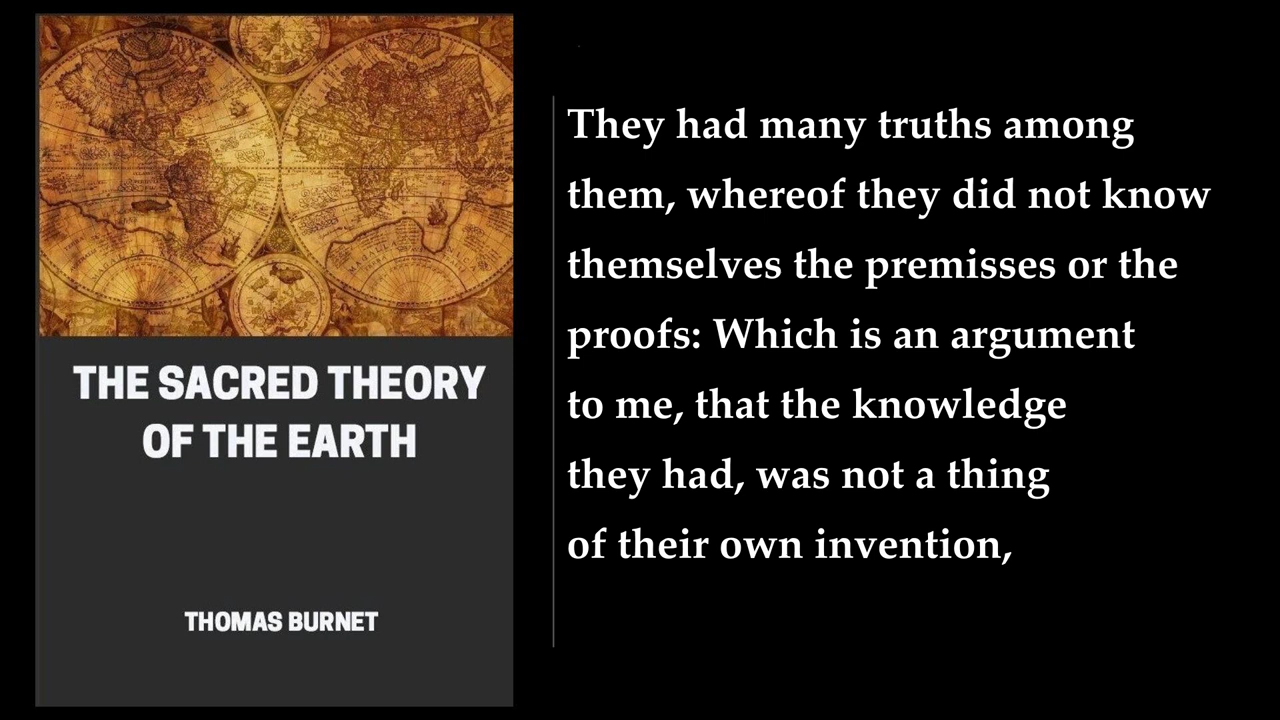 THE SACRED THEORY
OF THE EARTH
THOMAS BURNET
They had many truths among
them, whereof they did not know
themselves the premisses or the
proofs: Which is an argument
to me, that the knowledge
they had, was not a thing
of their own invention,